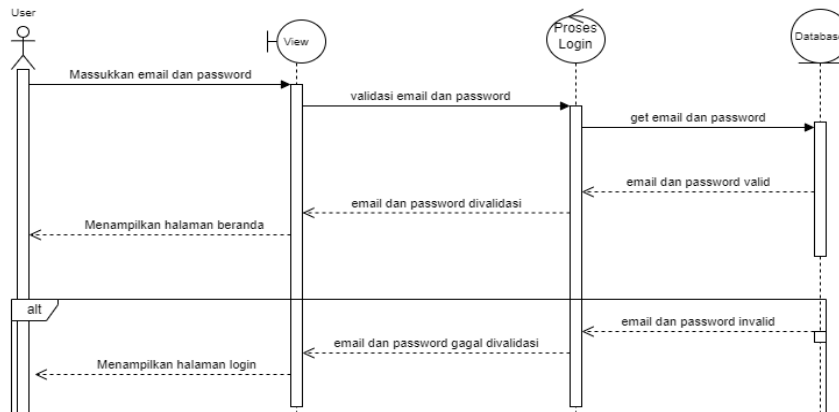 User
View
Proses
Login
Database
Massukkan email dan password
validasi email dan password
get email dan password
email dan password valid
email dan password divalidasi
Menampilkan halaman beranda
alt
email dan password invalid
email dan password gagal divalidasi
Menampilkan halaman login